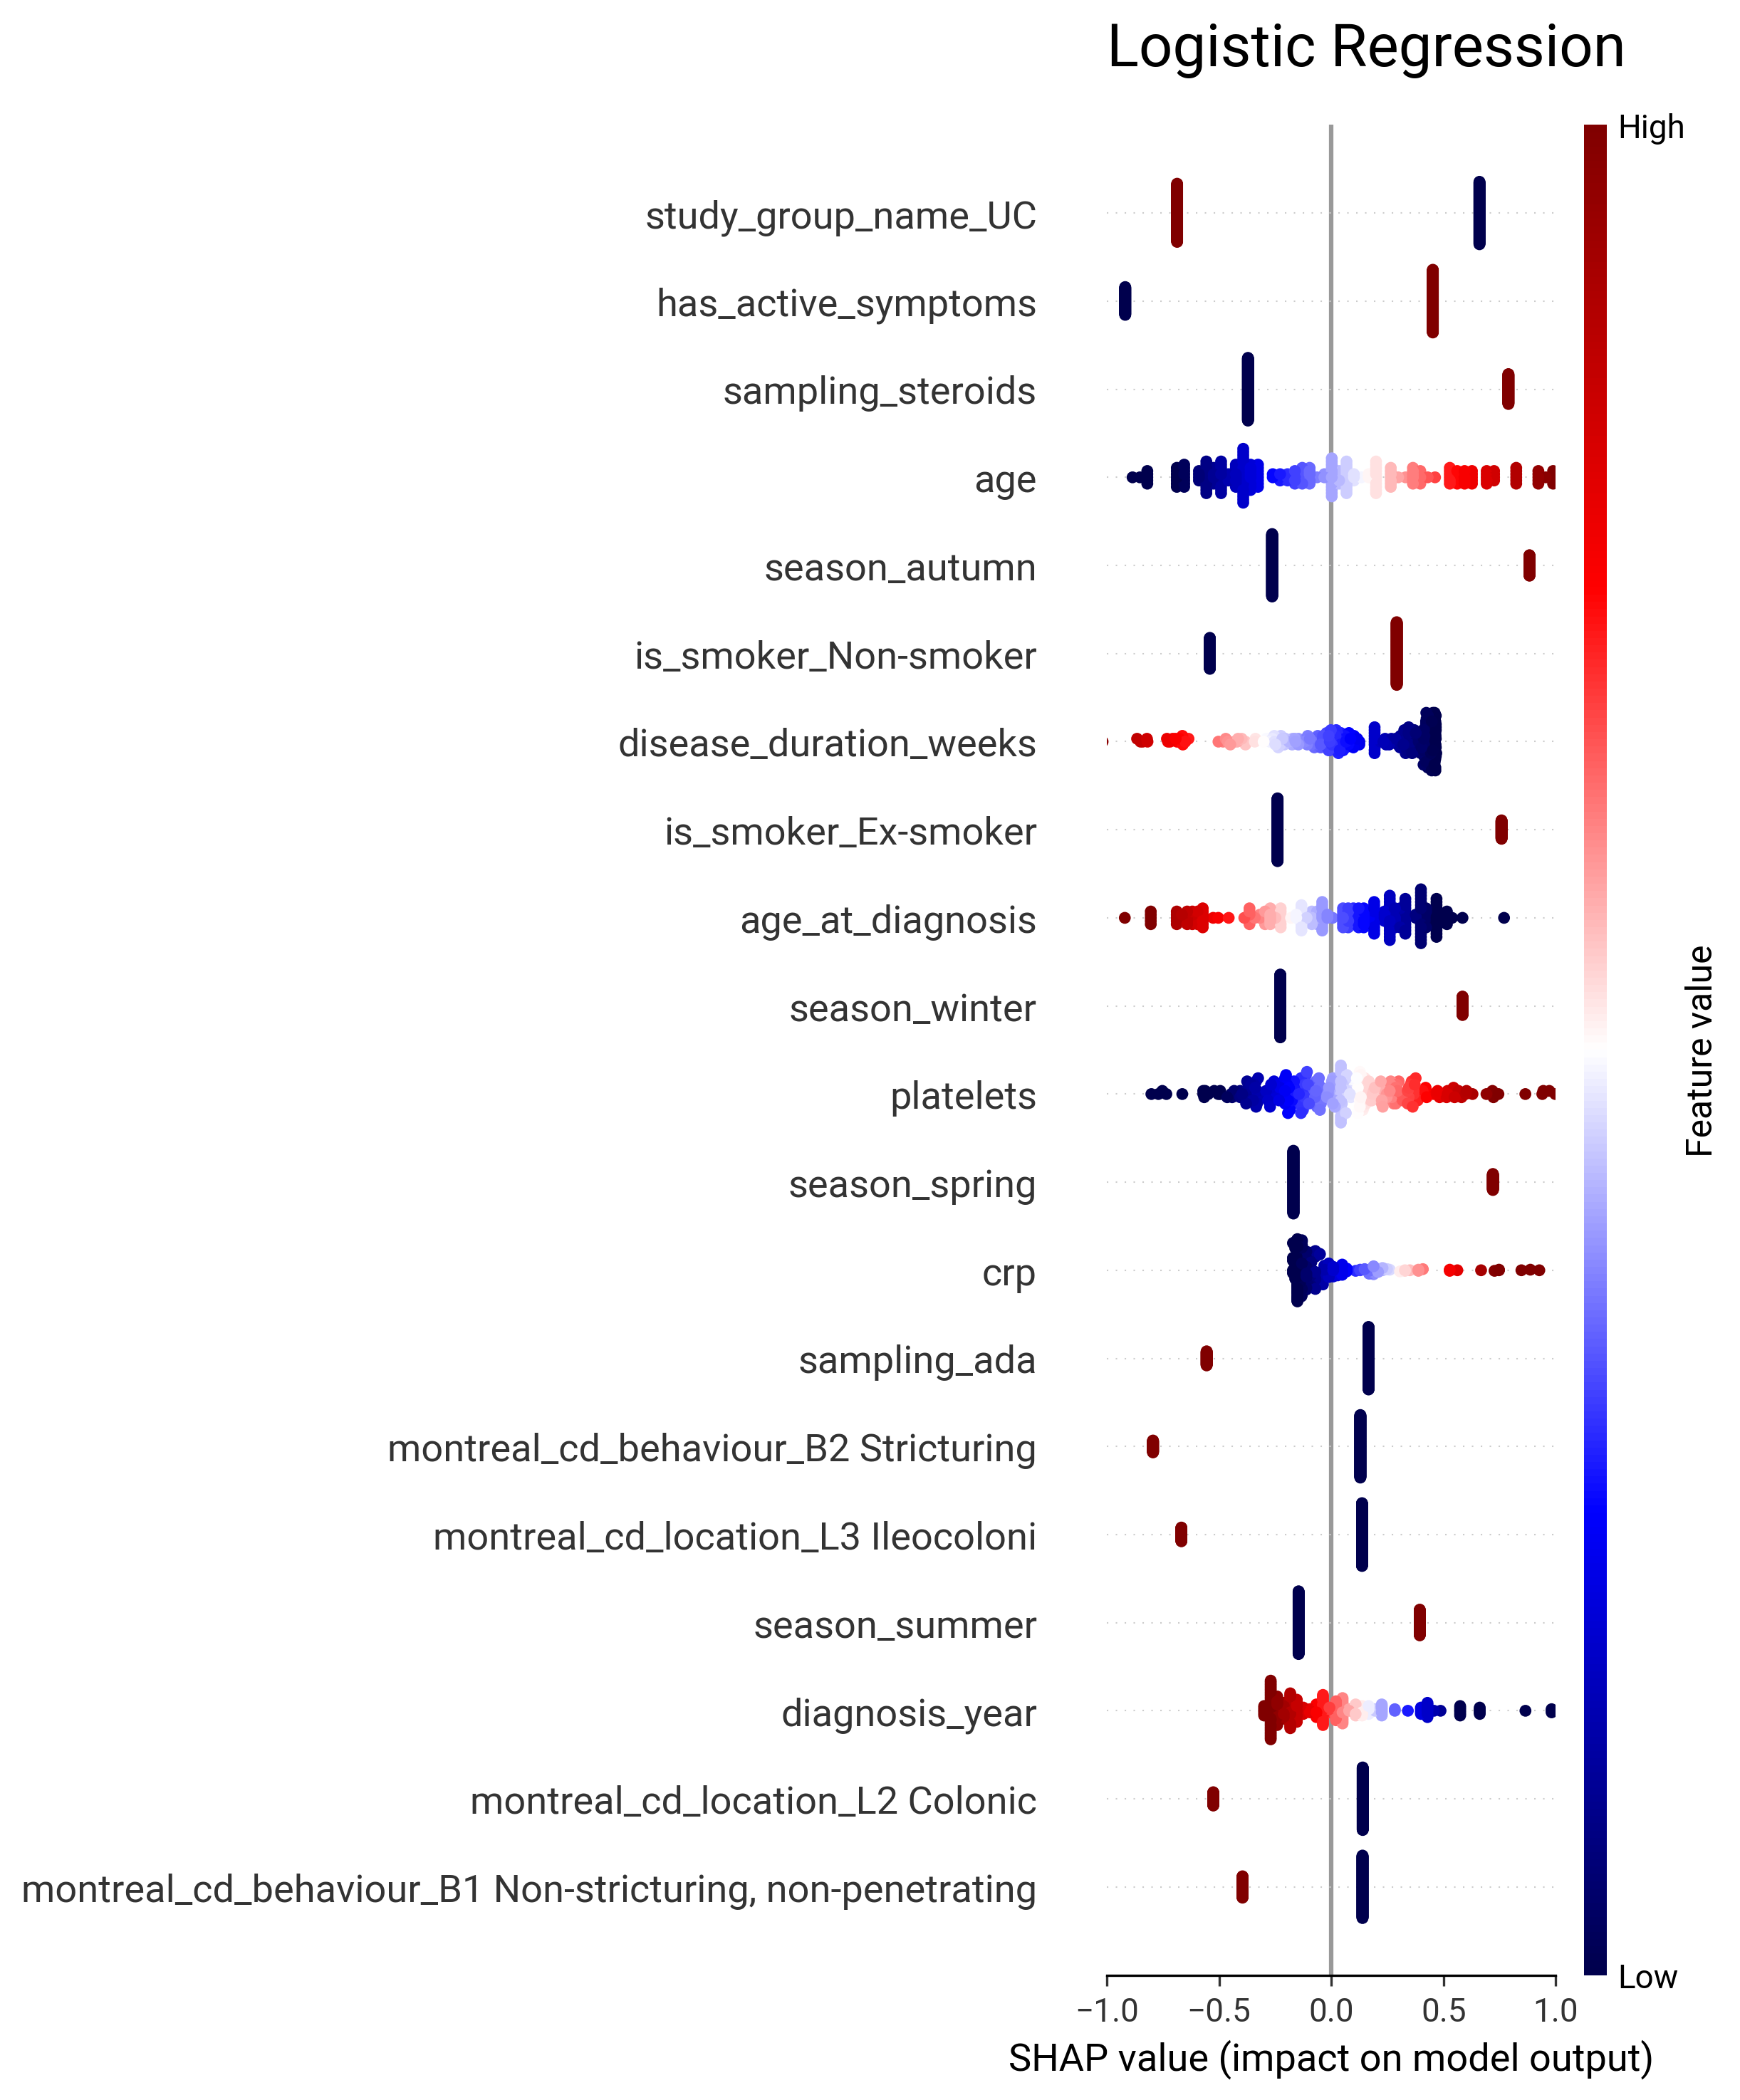 Logistic Regression
High
study_group_name_UC
has_active_symptoms
sampling_steroids
age
season_autumn
is_smoker_Non-smoker
disease_duration_weeks
is_smoker_Ex-smoker
age_at_diagnosis
season_winter
platelets
season_spring
crp
sampling_ada
montreal_cd_behaviour_B2 Stricturing
montreal_cd_location_L3 Ileocoloni
season_summer
diagnosis_year
montreal_cd_location_L2 Colonic
montreal_cd_behaviour_B1 Non-stricturing, non-penetrating
Feature value
Low
−1.0 −0.5 0.0 0.5 1.0
SHAP value (impact on model output)